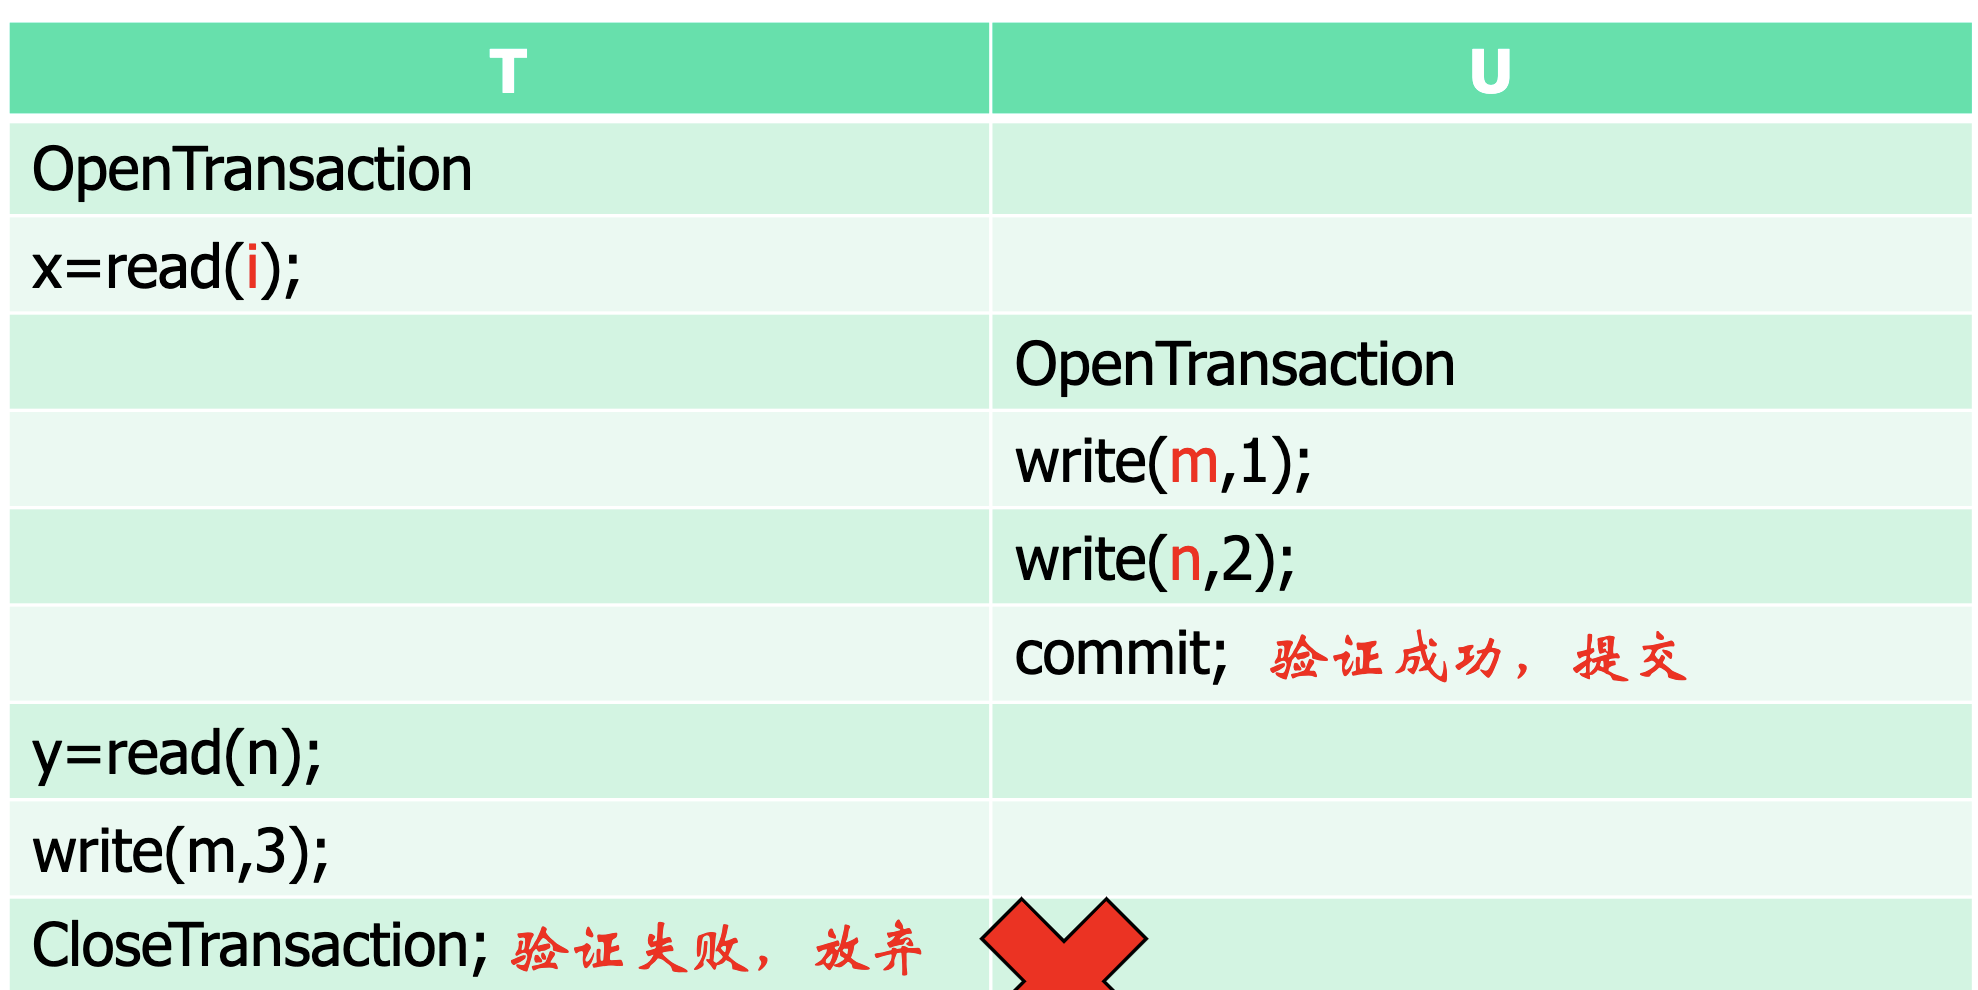 T U
OpenTransaction
x=read(i);
OpenTransaction
write(m,1);
write(n,2);
commit; 验证成功，提交
y=read(n);
write(m,3);
CloseTransaction; 验证失败，放弃